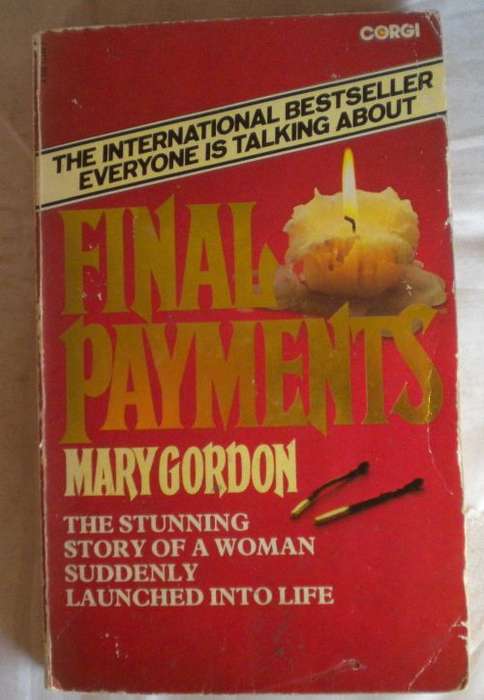 CORGI
THE INTERNATIONAL BESTSELLER
EVERYONE IS TALKING ABOUT
FINAL
PAYMENTS
MARY GORDON
THE STUNNING
STORY OF A WOMAN
SUDDENLY
LAUNCHED INTO LIFE